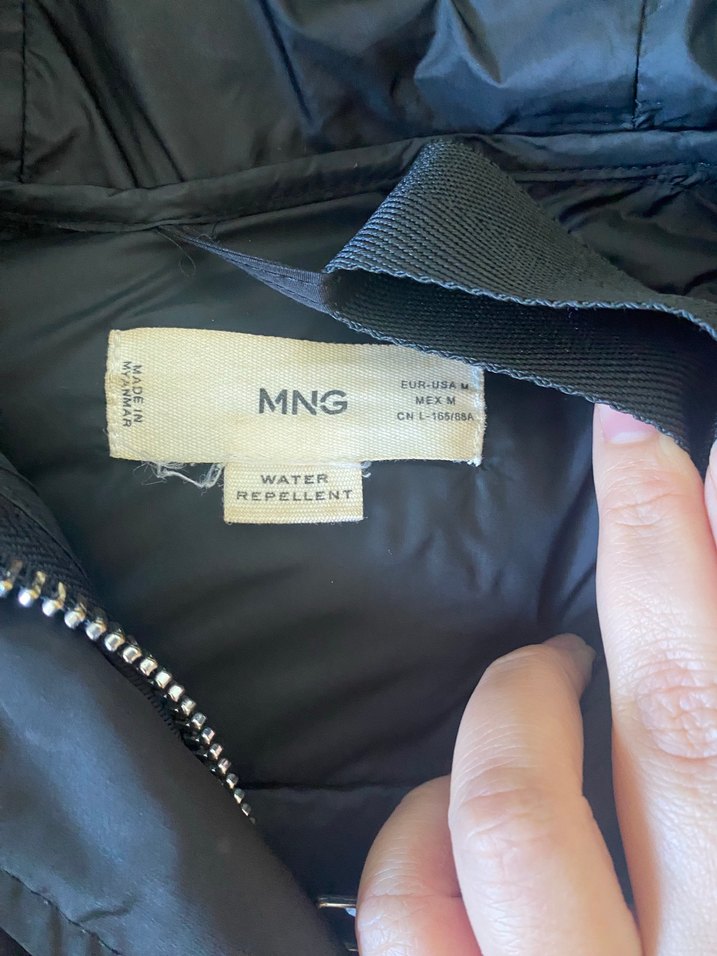 MADE IN
MYANMAR
MNG
EUR-USA M
MEX M
CN L-165/88A
WATER
REPELLENT